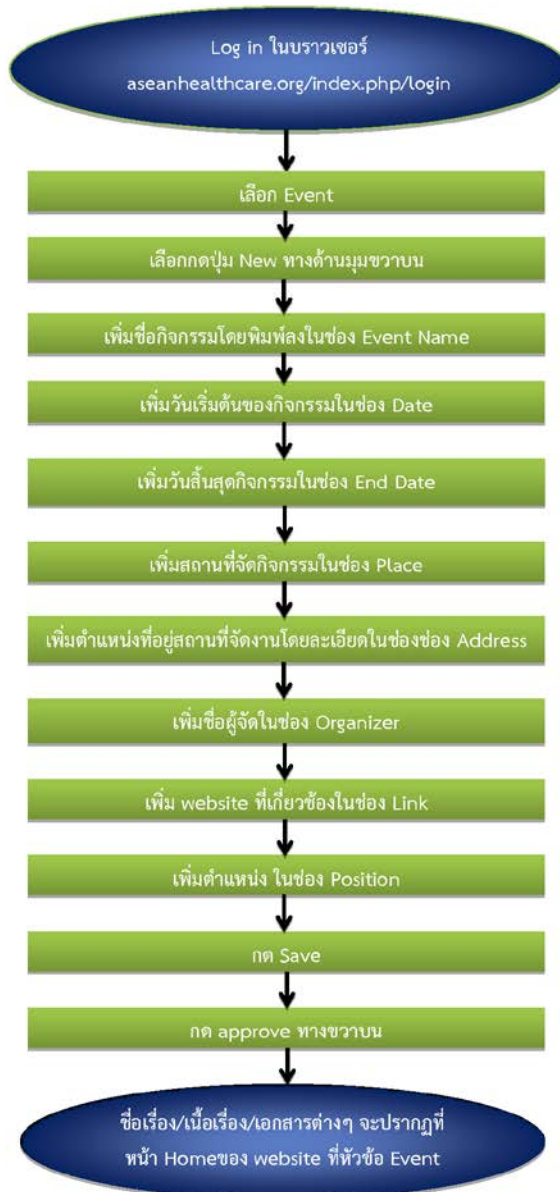 Log in ในบราวเซอร์
aseanhealthcare.org/index.php/login
เลือก Event
เลือกกดปุ่ม New ทางด้านมุมขวาบน
เพิ่มชื่อกิจกรรมโดยพิมพ์ลงในช่อง Event Name
เพิ่มวันเริ่มต้นของกิจกรรมในช่อง Date
เพิ่มวันสิ้นสุดกิจกรรมในช่อง End Date
เพิ่มสถานที่จัดกิจกรรมในช่อง Place
เพิ่มตำแหน่งที่อยู่สถานที่จัดงานโดยละเอียดในช่องช่อง Address
เพิ่มชื่อผู้จัดในช่อง Organizer
เพิ่ม website ที่เกี่ยวข้องในช่อง Link
เพิ่มตำแหน่ง ในช่อง Position
กด Save
กด approve ทางขวาบน
ชื่อเรื่อง/เนื้อเรื่อง/เอกสารต่างๆ จะปรากฏที่
หน้า Homeของ website ที่หัวข้อ Event